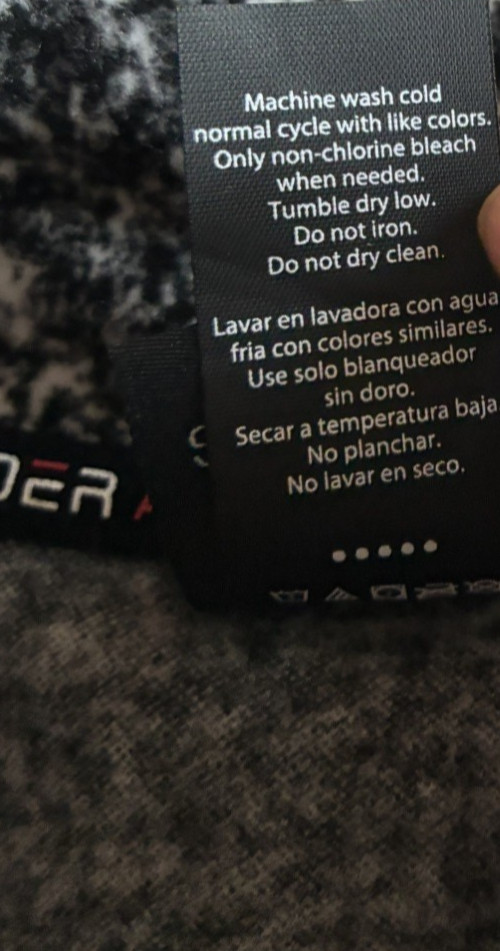 Machine wash cold
normal cycle with like colors.
Only non-chlorine bleach
when needed.
Tumble dry low.
Do not iron.
Do not dry clean.
Lavar en lavadora con agua
fria con colores similares.
Use solo blanqueador
sin doro.
Secar a temperatura baja
No planchar.
No lavar en seco.